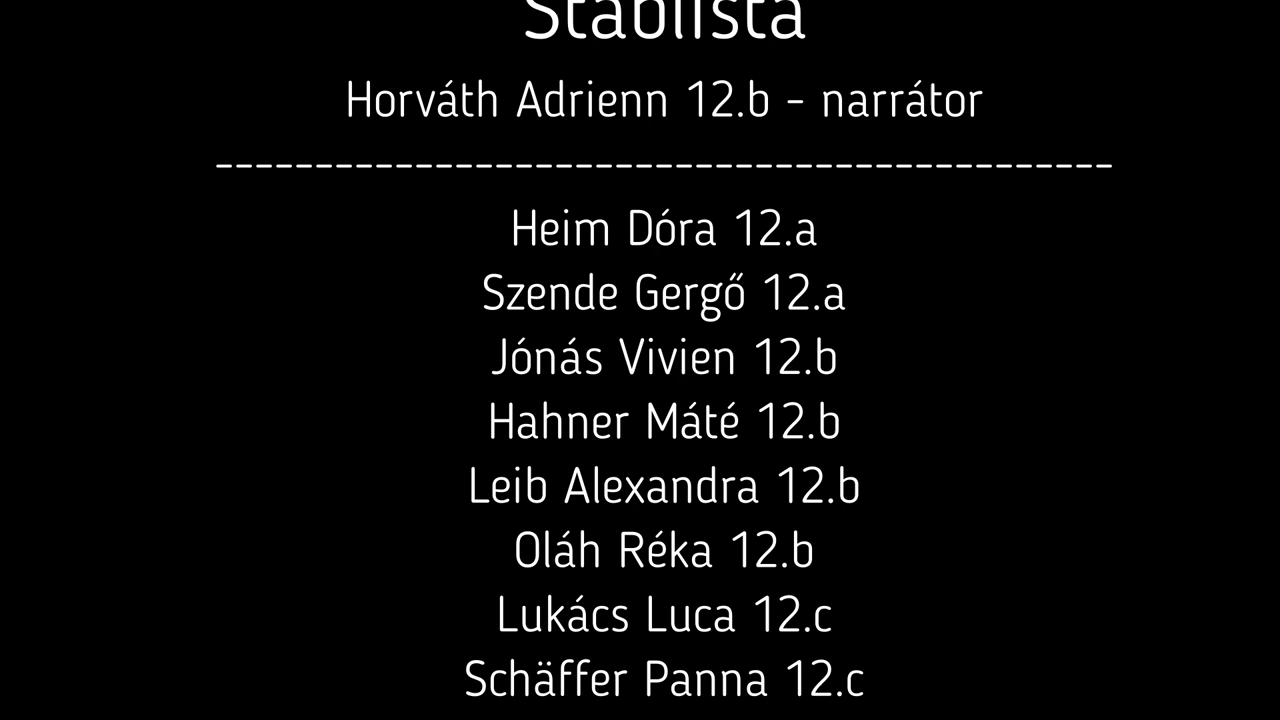 Stáblista
Horváth Adrienn 12.b - narrátor
---------------------------------------------
Heim Dóra 12.a
Szende Gergő 12.a
Jónás Vivien 12.b
Hahner Máté 12.b
Leib Alexandra 12.b
Oláh Réka 12.b
Lukács Luca 12.c
Schäffer Panna 12.c